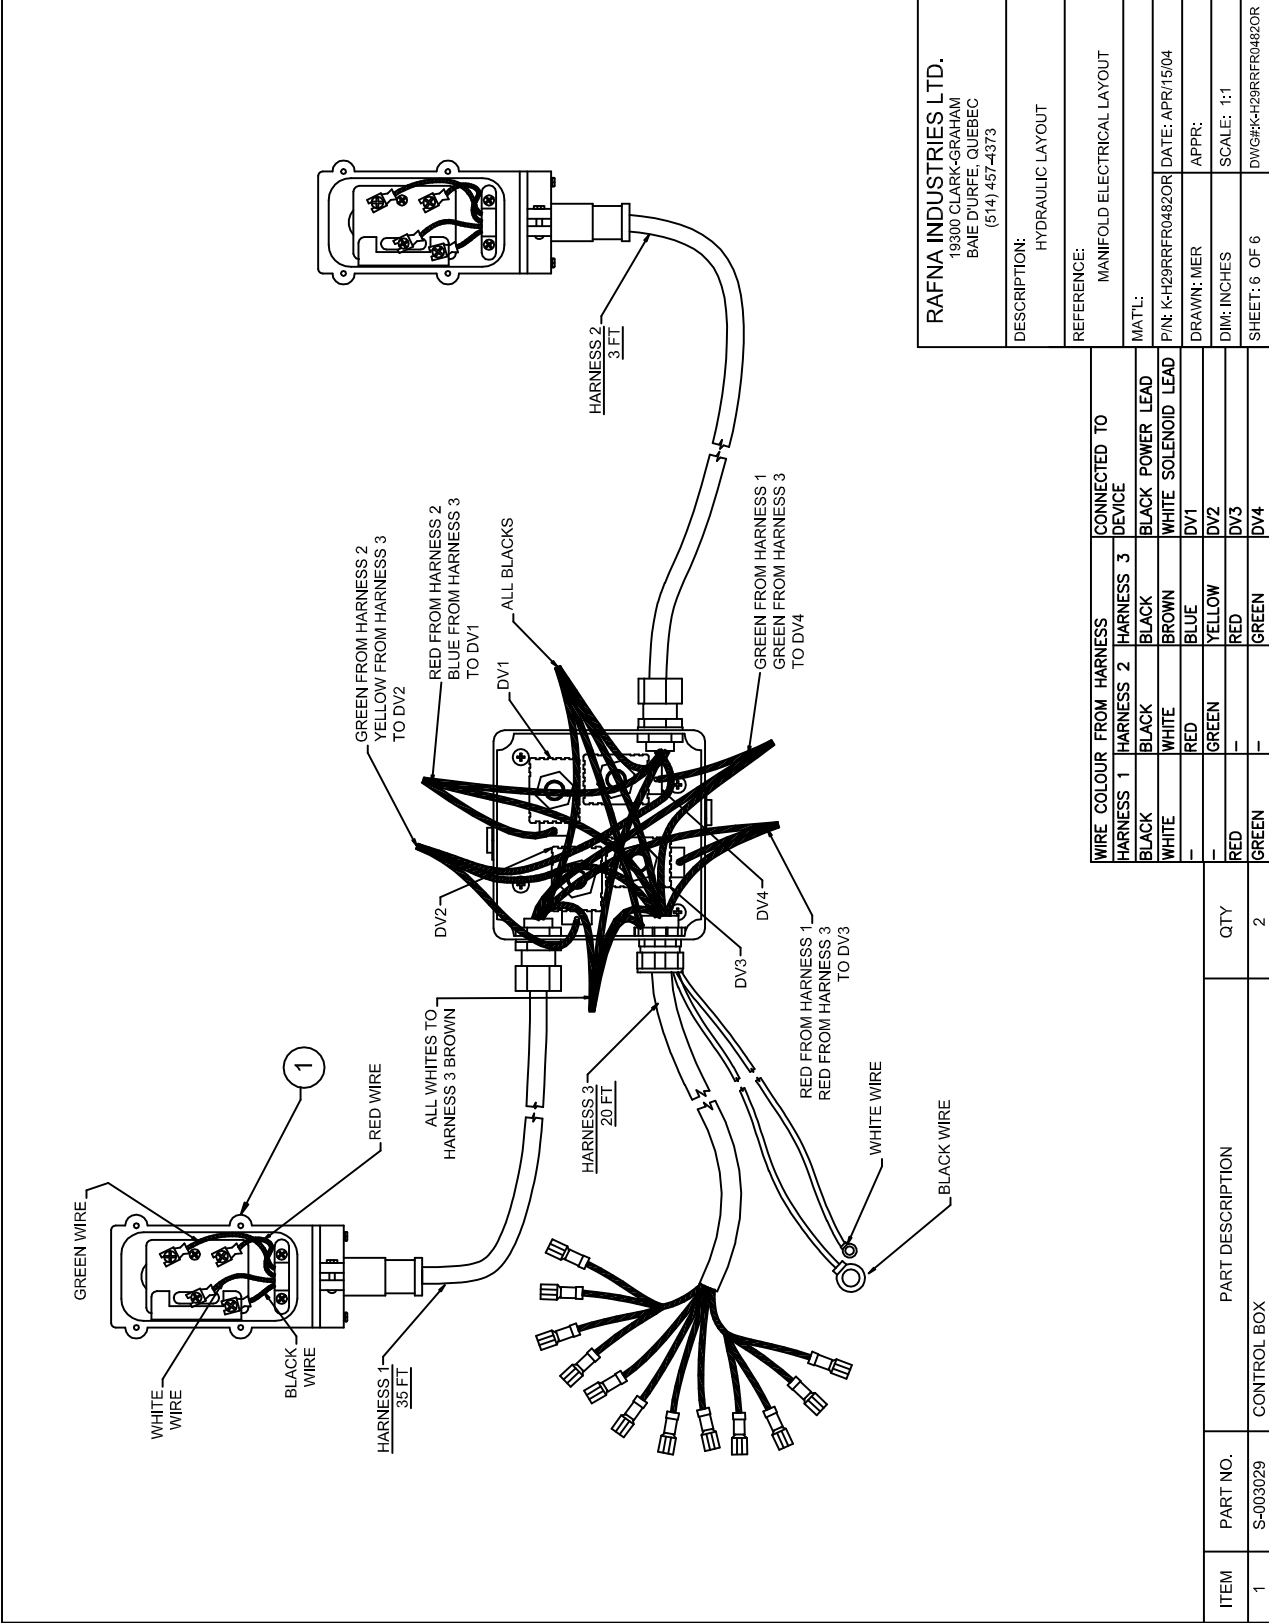 GREEN WIRE
WHITE
WIRE
BLACK
WIRE
HARNESS 1
35 FT
RED WIRE
1
ALL WHITES TO
HARNESS 3 BROWN
GREEN FROM HARNESS 2
YELLOW FROM HARNESS 3
TO DV2
RED FROM HARNESS 2
BLUE FROM HARNESS 3
TO DV1
DV2
DV1
ALL BLACKS
HARNESS 2
3 FT
HARNESS 3
20 FT
DV3
DV4
GREEN FROM HARNESS 1
GREEN FROM HARNESS 3
TO DV4
RED FROM HARNESS 1
RED FROM HARNESS 3
TO DV3
WHITE WIRE
BLACK WIRE
WIRE COLOUR FROM HARNESS CONNECTED TO DEVICE
HARNESS 1 HARNESS 2 HARNESS 3
BLACK BLACK BLACK BLACK POWER LEAD
WHITE WHITE BROWN WHITE SOLENOID LEAD
– RED BLUE DV1
– GREEN YELLOW DV2
RED – RED DV3
GREEN – GREEN DV4
ITEM PART NO. PART DESCRIPTION QTY
1 S-003029 CONTROL BOX 2
RAFNA INDUSTRIES LTD.
19300 CLARK-GRAHAM
BAIE D'URFE, QUEBEC
(514) 457-4373
DESCRIPTION:
HYDRAULIC LAYOUT
REFERENCE:
MANIFOLD ELECTRICAL LAYOUT
MAT'L:
P/N: K-H29RRFR0482OR DATE: APR/15/04
DRAWN: MER APPR:
DIM: INCHES SCALE: 1:1
SHEET: 6 OF 6 DWG#:K-H29RRFR0482OR